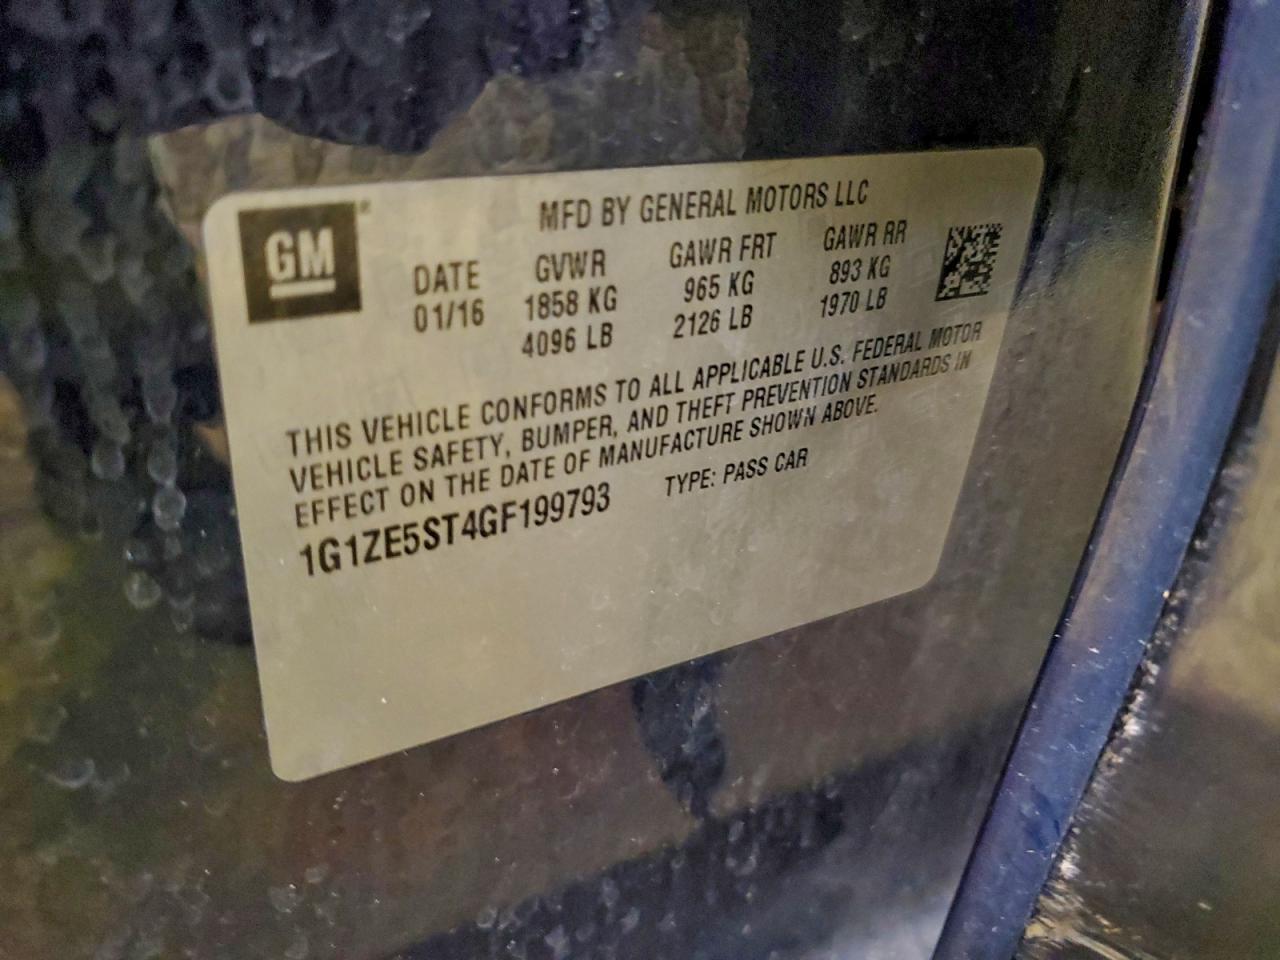 GM®
MFD BY GENERAL MOTORS LLC
DATE GVWR GAWR FRT GAWR RR
01/16 1858 KG 965 KG 893 KG
4096 LB 2126 LB 1970 LB
THIS VEHICLE CONFORMS TO ALL APPLICABLE U.S. FEDERAL MOTOR
VEHICLE SAFETY, BUMPER, AND THEFT PREVENTION STANDARDS IN
EFFECT ON THE DATE OF MANUFACTURE SHOWN ABOVE.
1G1ZE5ST4GF199793 TYPE: PASS CAR